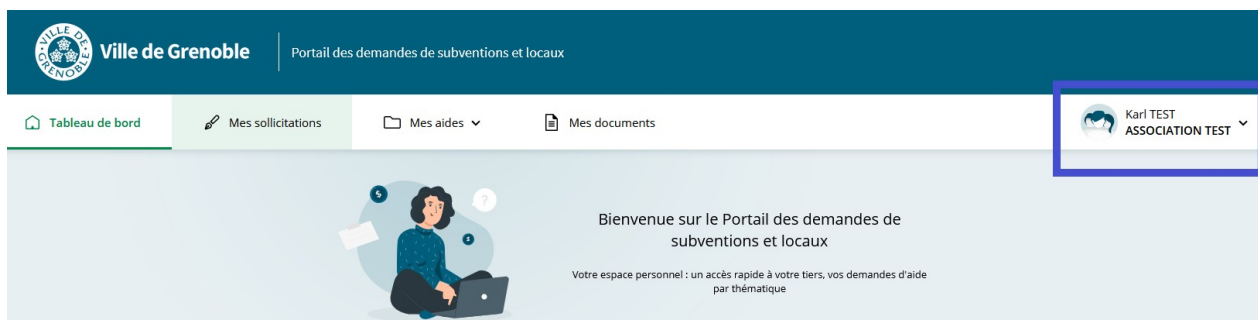 VILLE DE GRENOBLE
Ville de Grenoble
Portail des demandes de subventions et locaux
Tableau de bord
Mes sollicitations
Mes aides
Mes documents
Karl TEST
ASSOCIATION TEST
$
?
$
Bienvenue sur le Portail des demandes de
subventions et locaux
Votre espace personnel : un accès rapide à votre tiers, vos demandes d'aide
par thématique